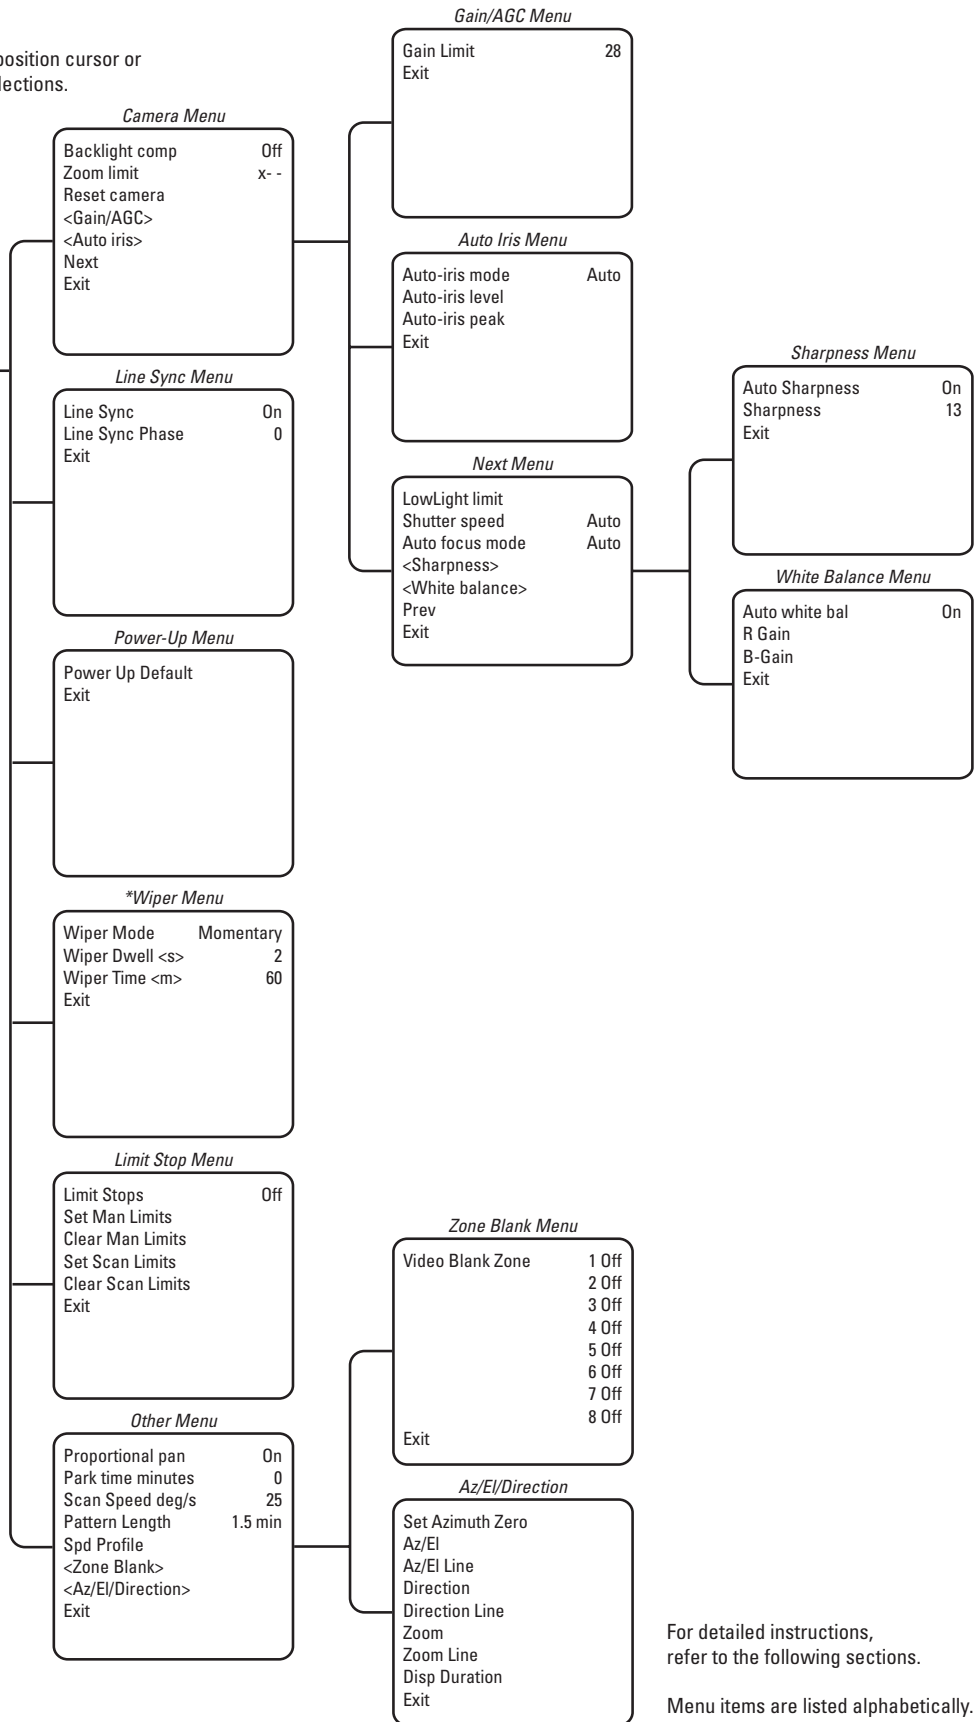 position cursor or
lections.
Camera Menu
Backlight comp Off
Zoom limit x- -
Reset camera
<Gain/AGC>
<Auto iris>
Next
Exit
Line Sync Menu
Line Sync On
Line Sync Phase 0
Exit
Power-Up Menu
Power Up Default
Exit
*Wiper Menu
Wiper Mode Momentary
Wiper Dwell <s> 2
Wiper Time <m> 60
Exit
Limit Stop Menu
Limit Stops Off
Set Man Limits
Clear Man Limits
Set Scan Limits
Clear Scan Limits
Exit
Other Menu
Proportional pan On
Park time minutes 0
Scan Speed deg/s 25
Pattern Length 1.5 min
Spd Profile
<Zone Blank>
<Az/El/Direction>
Exit
Gain/AGC Menu
Gain Limit 28
Exit
Auto Iris Menu
Auto-iris mode Auto
Auto-iris level
Auto-iris peak
Exit
Next Menu
LowLight limit
Shutter speed Auto
Auto focus mode Auto
<Sharpness>
<White balance>
Prev
Exit
Sharpness Menu
Auto Sharpness On
Sharpness 13
Exit
White Balance Menu
Auto white bal On
R Gain
B-Gain
Exit
Zone Blank Menu
Video Blank Zone 1 Off
2 Off
3 Off
4 Off
5 Off
6 Off
7 Off
8 Off
Exit
Az/El/Direction
Set Azimuth Zero
Az/El
Az/El Line
Direction
Direction Line
Zoom
Zoom Line
Disp Duration
Exit
For detailed instructions,
refer to the following sections.
Menu items are listed alphabetically.